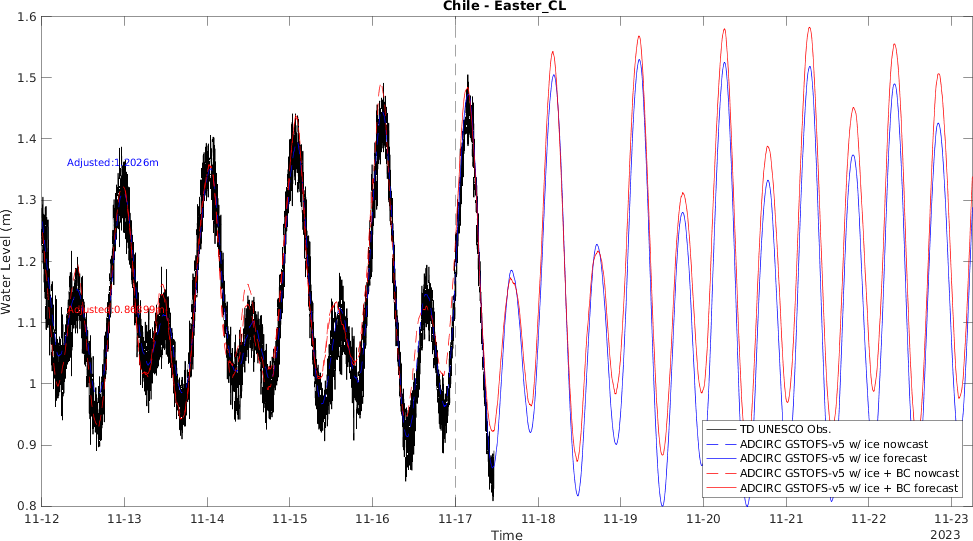 Chile - Easter_CL
Water Level (m)
1.6
1.5
1.4
1.3
1.2
1.1
1
0.9
0.8
Adjusted:1.2026m
TD UNESCO Obs.
ADCIRC GSTOFS-v5 w/ ice nowcast
ADCIRC GSTOFS-v5 w/ ice forecast
ADCIRC GSTOFS-v5 w/ ice + BC nowcast
ADCIRC GSTOFS-v5 w/ ice + BC forecast
11-12 11-13 11-14 11-15 11-16 11-17 11-18 11-19 11-20 11-21 11-22 11-23
Time
2023